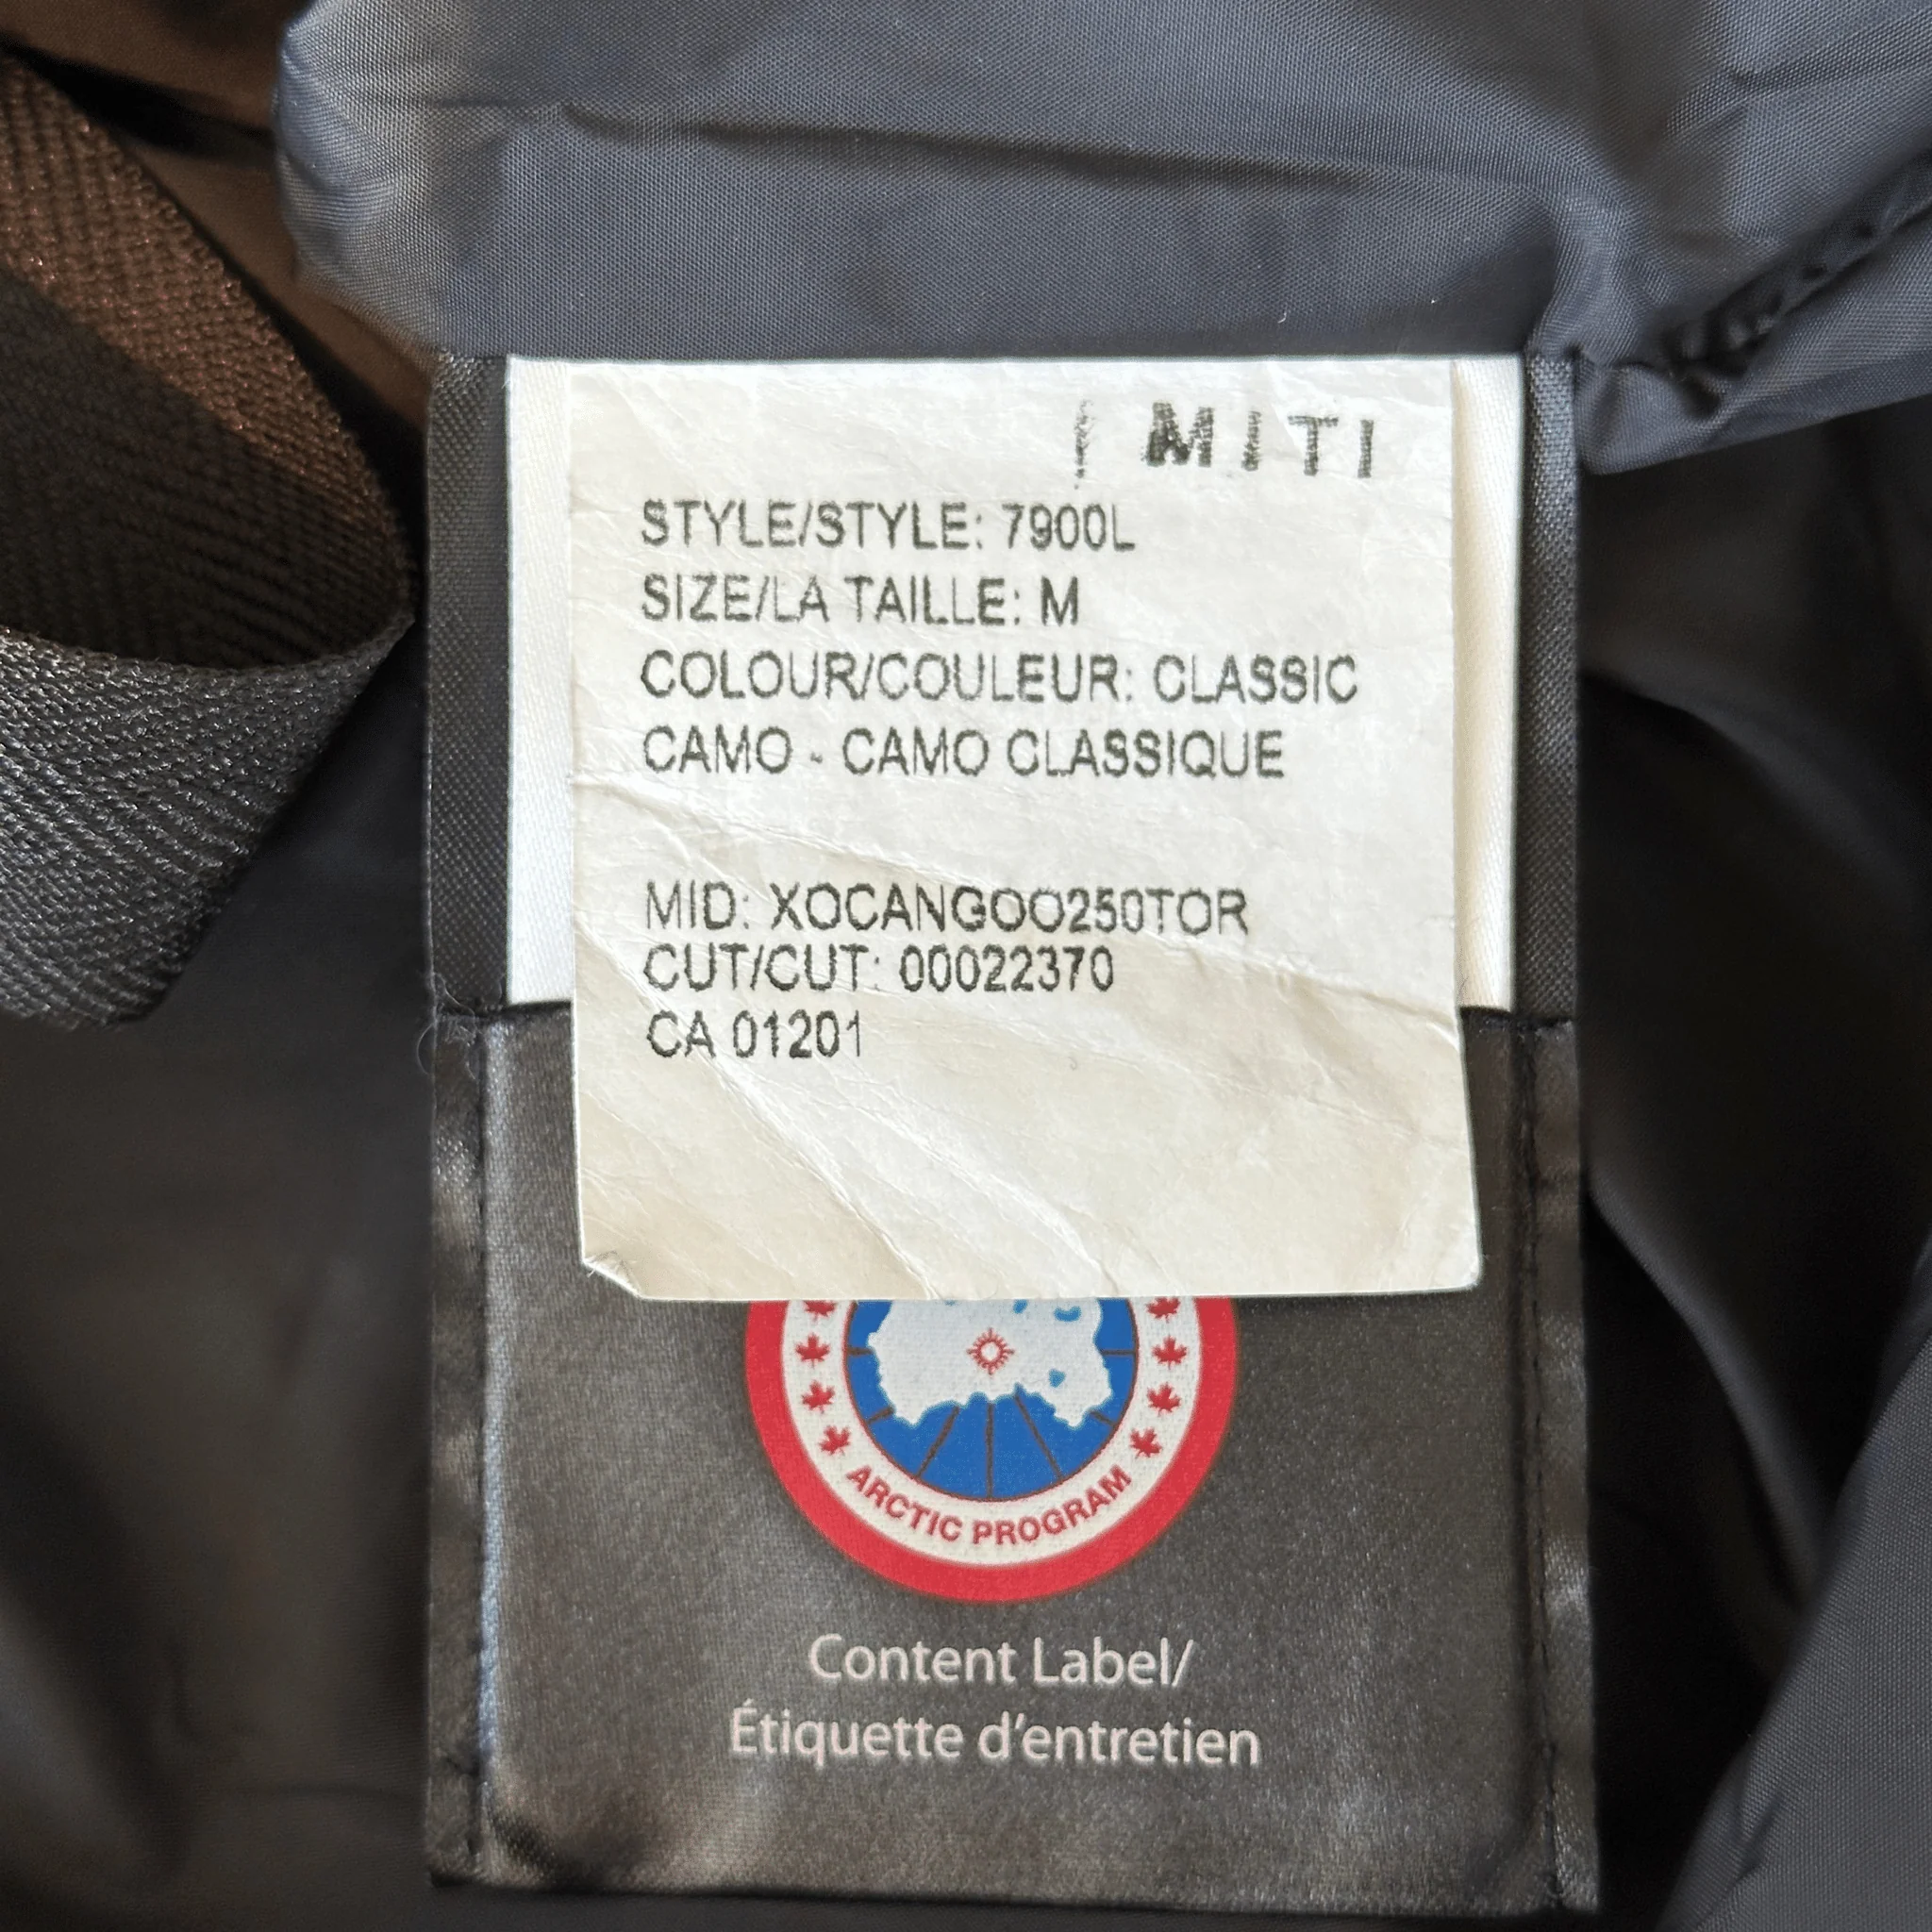 MITI
STYLE/STYLE: 7900L
SIZE/LA TAILLE: M
COLOUR/COULEUR: CLASSIC
CAMO - CAMO CLASSIQUE
MID: XOCANGOO250TOR
CUT/CUT: 00022370
CA 01201
ARCTIC PROGRAM
Content Label/
Étiquette d'entretien